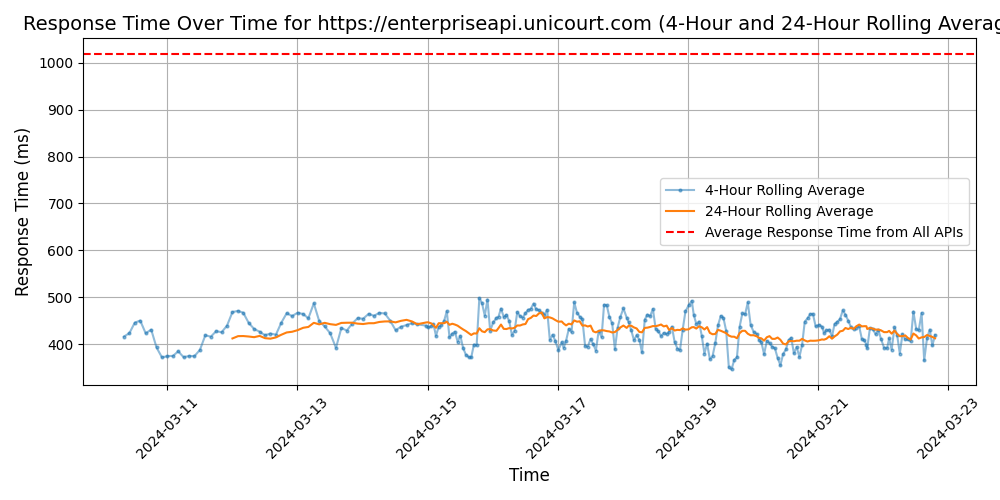 Response Time Over Time for https://enterpriseapi.unicourt.com (4-Hour and 24-Hour Rolling Averag
Response Time (ms)
1000
900
800
700
600
500
400
4-Hour Rolling Average
24-Hour Rolling Average
Average Response Time from All APIs
2024-03-11
2024-03-13
2024-03-15
2024-03-17
2024-03-19
2024-03-21
2024-03-23
Time